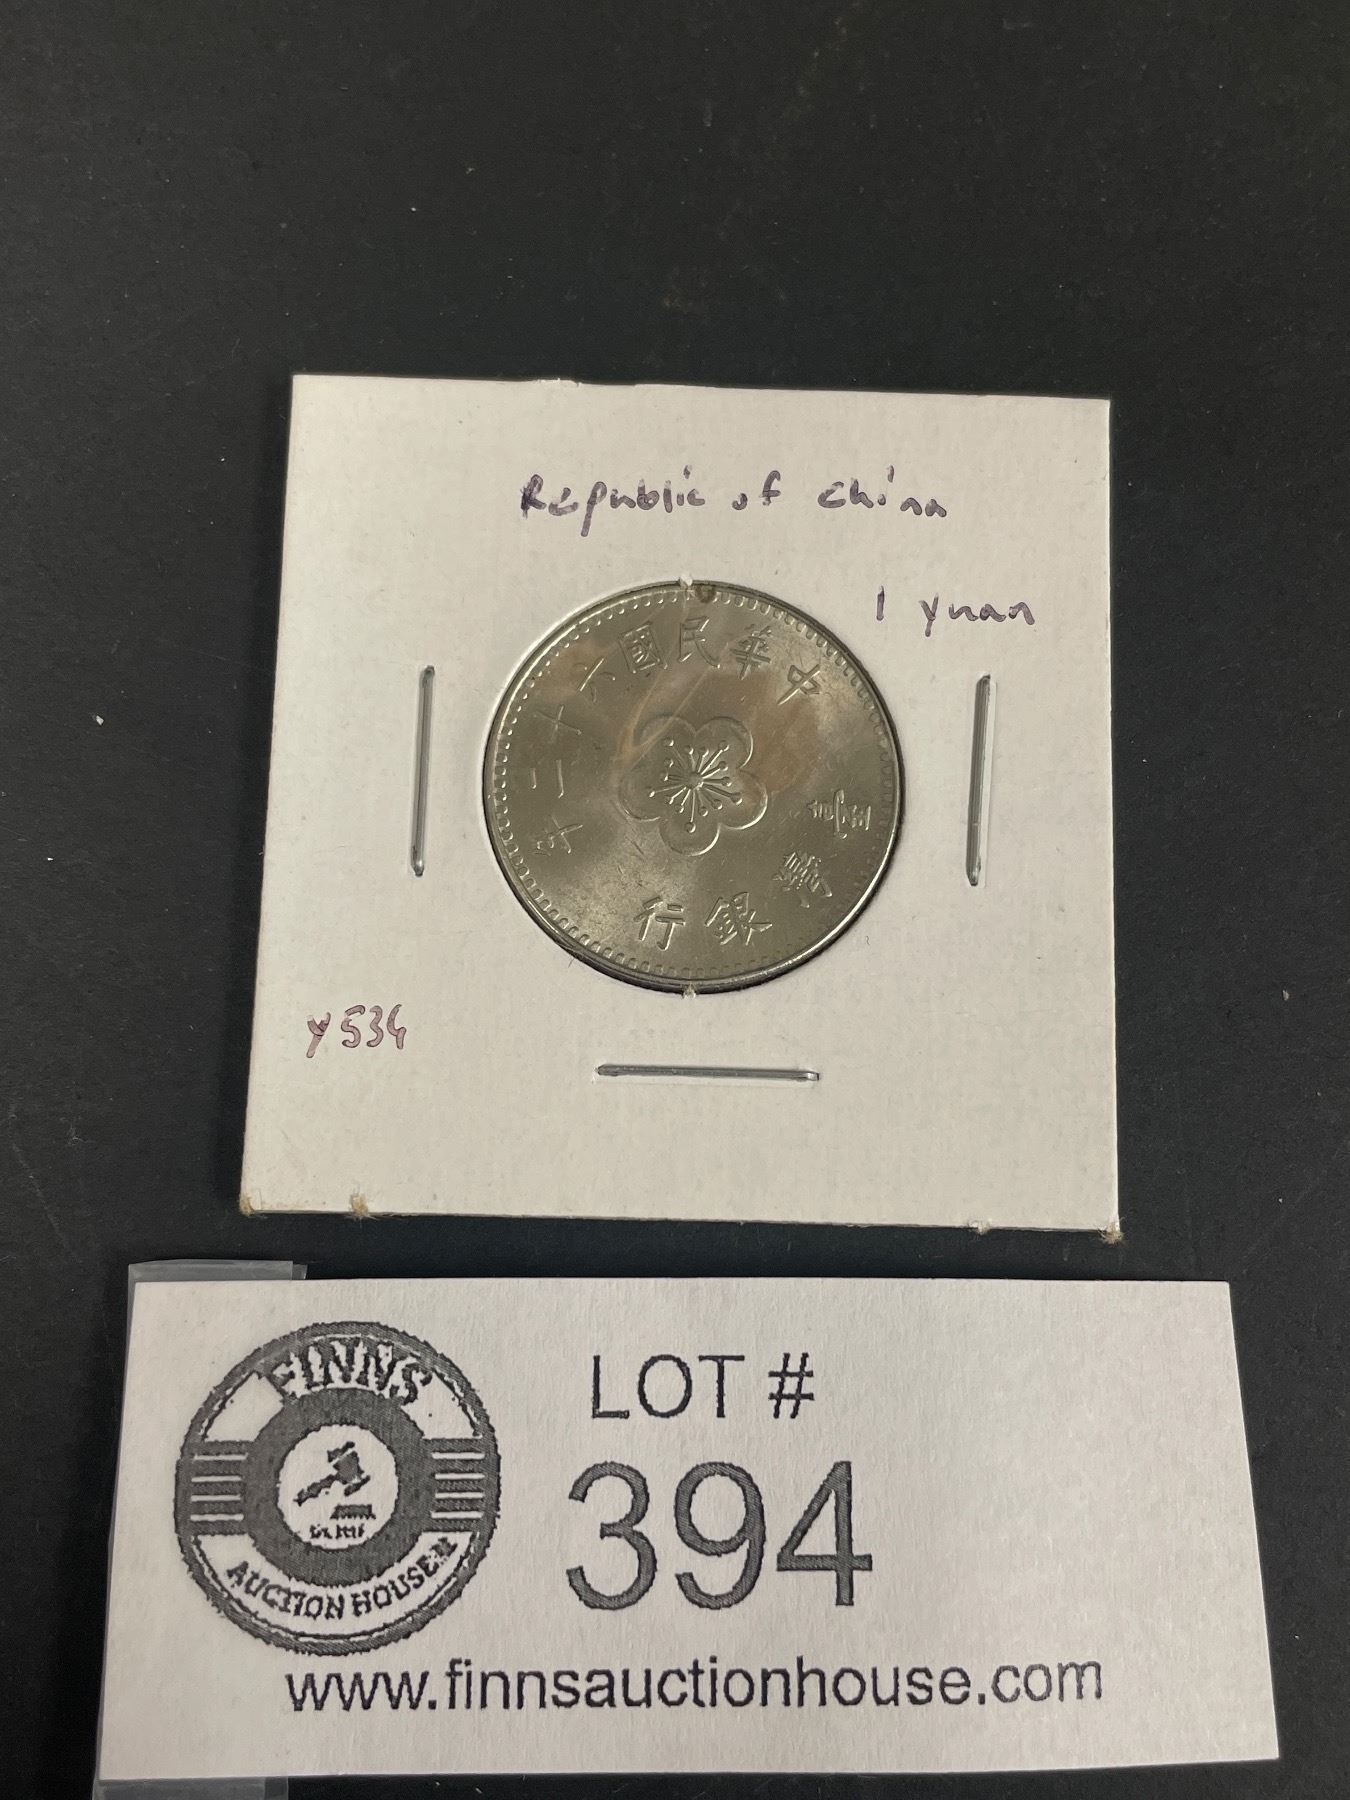 Republic of China
1 yuan
中華民國六十二年
臺灣銀行
Y536
FINNS
AUCTION HOUSE
LOT #
394
www.finnsauctionhouse.com